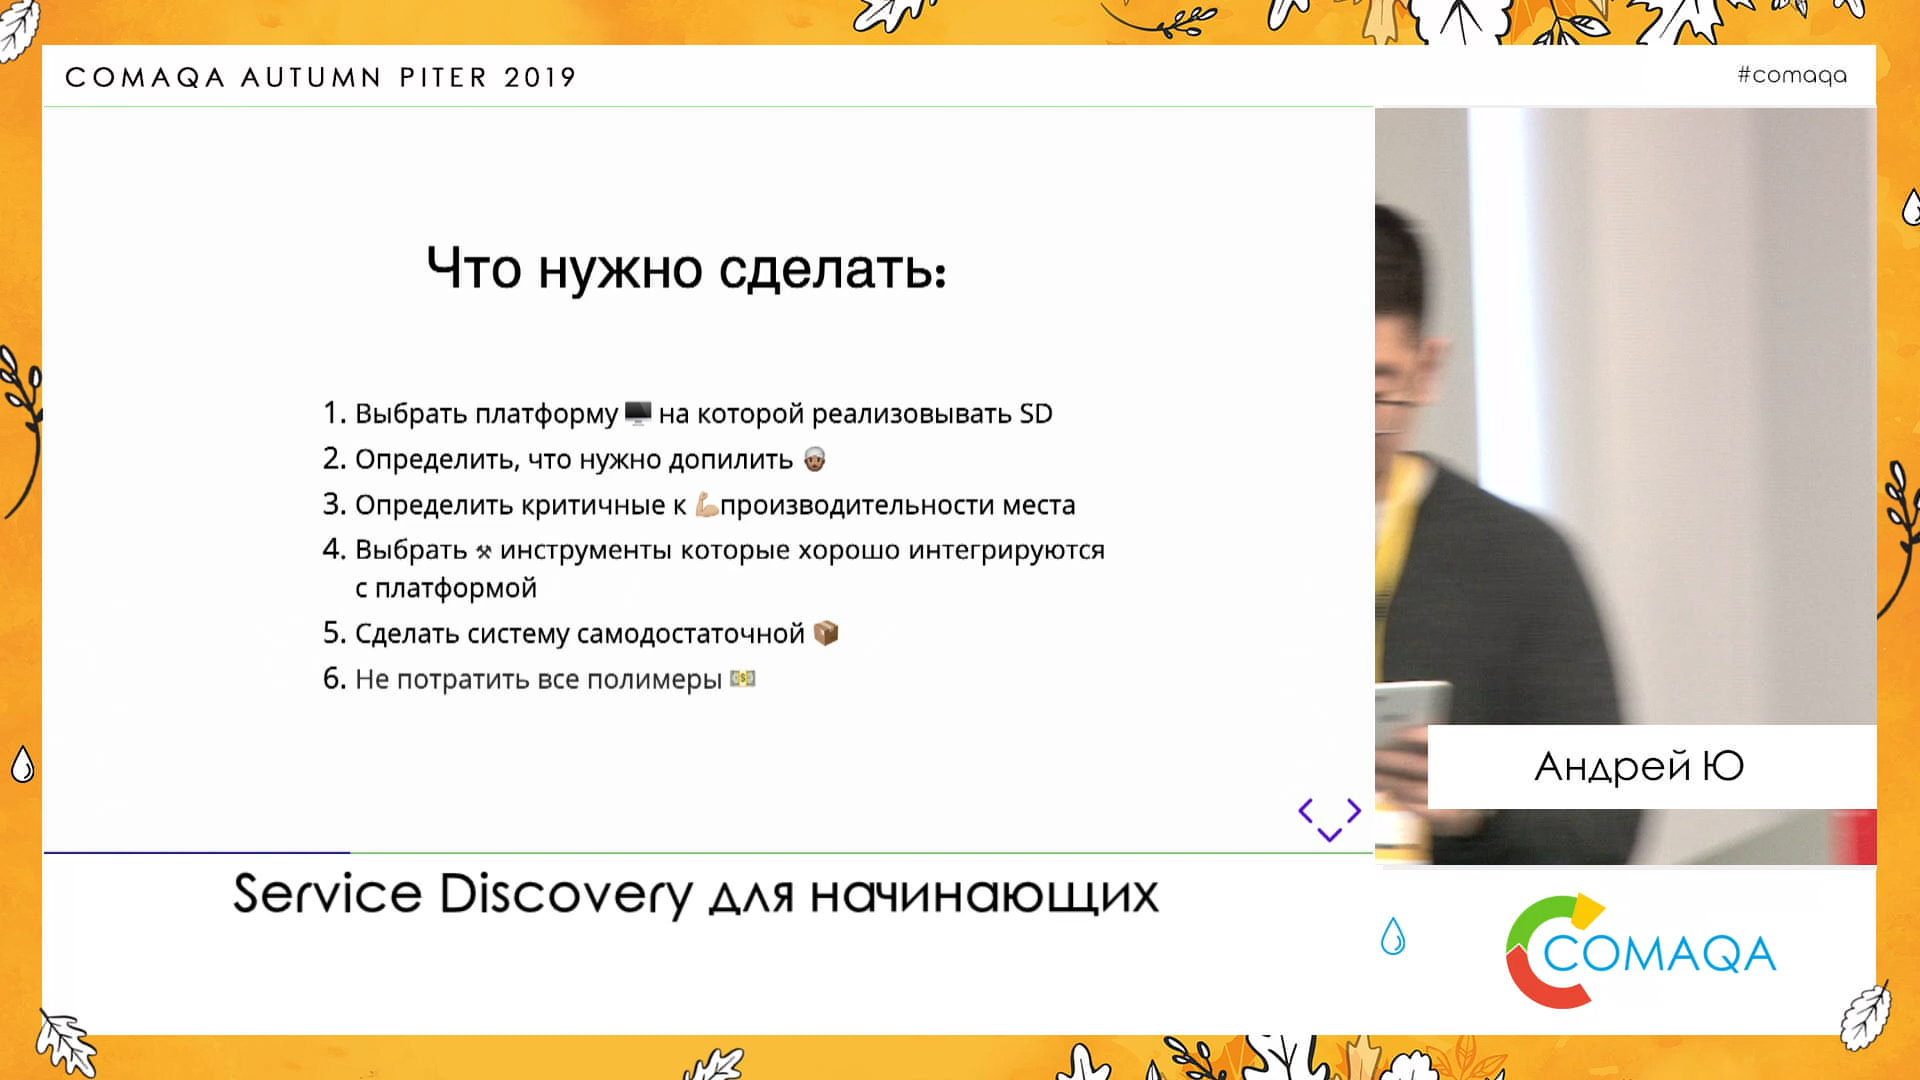 COMAQA AUTUMN PITER 2019
#comaqa
Что нужно сделать:
1. Выбрать платформу 🖥 на которой реализовывать SD
2. Определить, что нужно допилить 👳🏾
3. Определить критичные к 💪🏼производительности места
4. Выбрать ⚒ инструменты которые хорошо интегрируются
с платформой
5. Сделать систему самодостаточной 📦
6. Не потратить все полимеры 💵
Андрей Ю
Service Discovery для начинающих
COMAQA